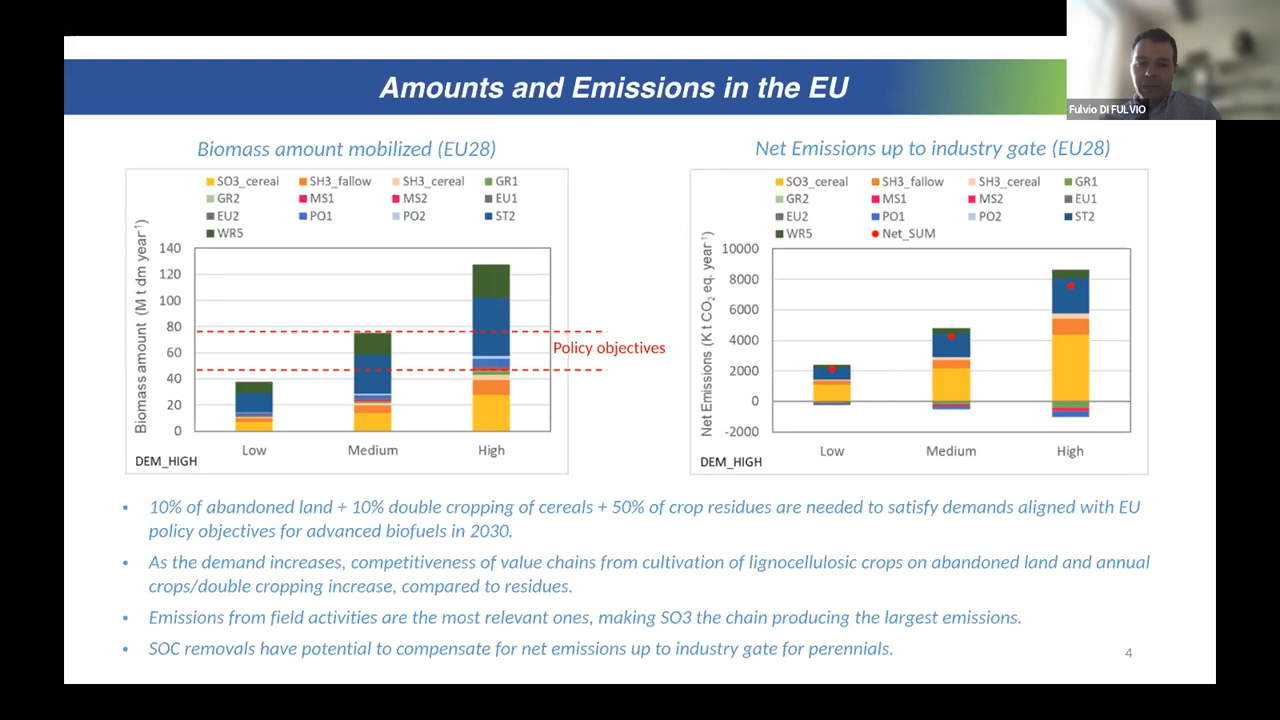 Amounts and Emissions in the EU
Fulvio DI FULVIO
Biomass amount mobilized (EU28)
SO3_cereal SH3_fallow SH3_cereal GR1
GR2 MS1 MS2 EU1
EU2 PO1 PO2 ST2
WR5
Biomass amount (M t dm year-1)
140
120
100
80
60
40
20
0
Low Medium High
DEM_HIGH
Policy objectives
Net Emissions up to industry gate (EU28)
SO3_cereal SH3_fallow SH3_cereal GR1
GR2 MS1 MS2 EU1
EU2 PO1 PO2 ST2
WR5 Net_SUM
Net Emissions (K t CO2 eq. year-1)
10000
8000
6000
4000
2000
0
-2000
Low Medium High
DEM_HIGH
• 10% of abandoned land + 10% double cropping of cereals + 50% of crop residues are needed to satisfy demands aligned with EU
policy objectives for advanced biofuels in 2030.
• As the demand increases, competitiveness of value chains from cultivation of lignocellulosic crops on abandoned land and annual
crops/double cropping increase, compared to residues.
• Emissions from field activities are the most relevant ones, making SO3 the chain producing the largest emissions.
• SOC removals have potential to compensate for net emissions up to industry gate for perennials.
4